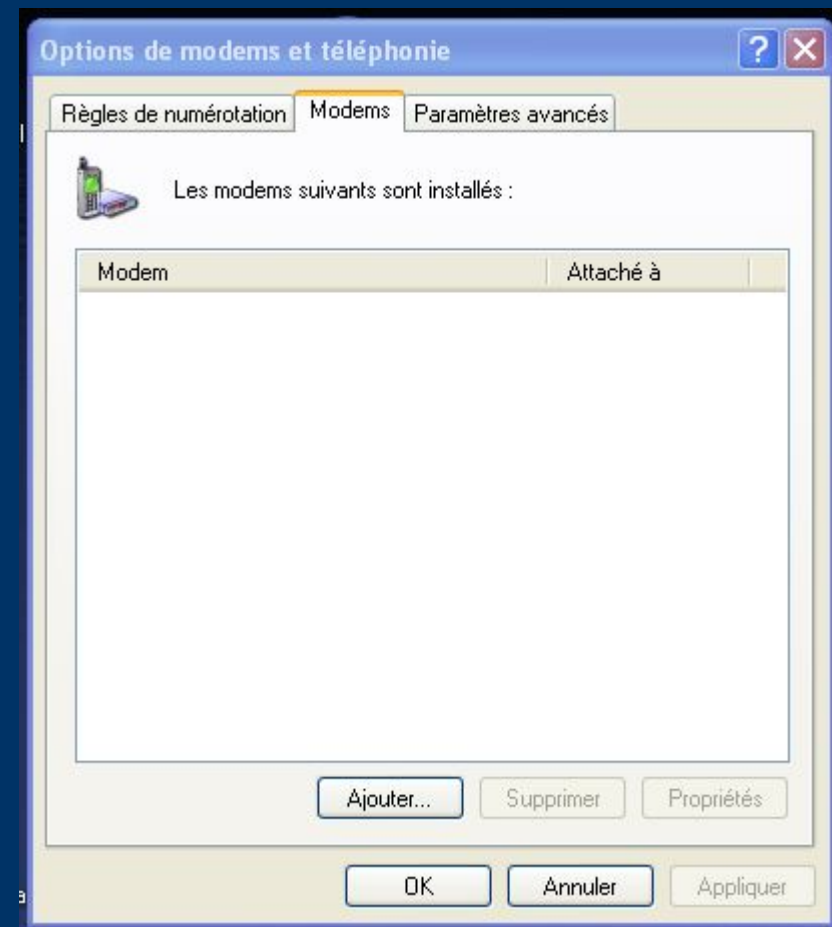 Options de modems et téléphonie
Règles de numérotation Modems Paramètres avancés
Les modems suivants sont installés :
Modem Attaché à
Ajouter... Supprimer Propriétés
OK Annuler Appliquer